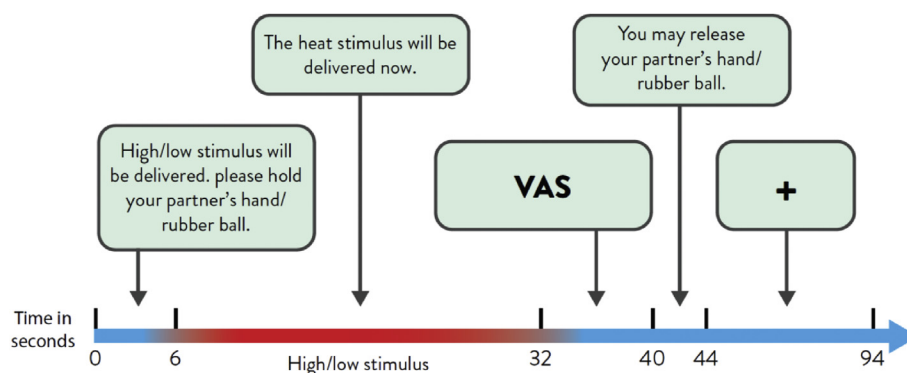 The heat stimulus will be
delivered now.
You may release
your partner's hand/
rubber ball.
High/low stimulus will
be delivered. please hold
your partner's hand/
rubber ball.
VAS
+
Time in
seconds
0
6
High/low stimulus
32
40
44
94